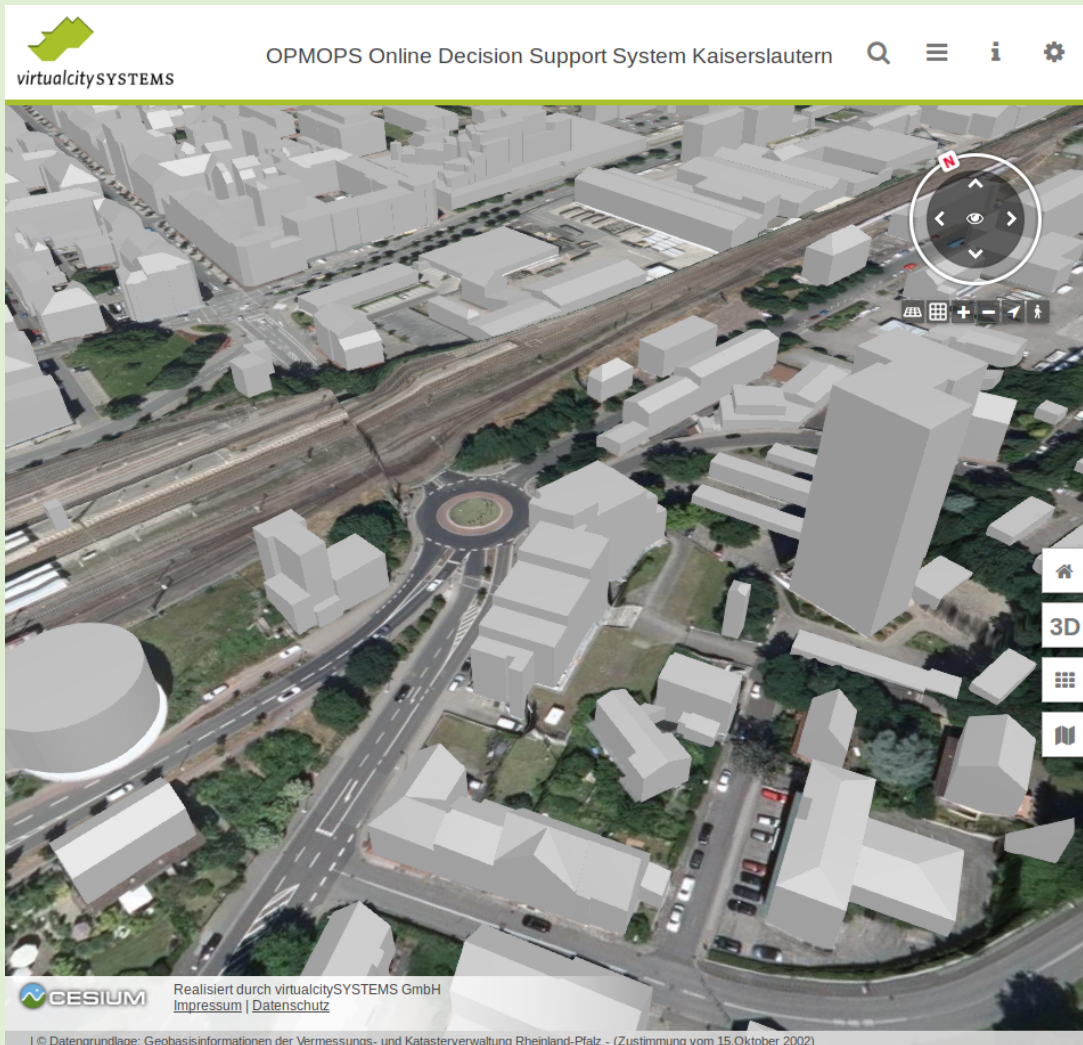 virtualcitySYSTEMS
OPMOPS Online Decision Support System Kaiserslautern
N
3D
CESIUM
Realisiert durch virtualcitySYSTEMS GmbH
Impressum | Datenschutz
| © Datengrundlage: Geobasisinformationen der Vermessungs- und Katasterverwaltung Rheinland-Pfalz - (Zustimmung vom 15.Oktober 2002)